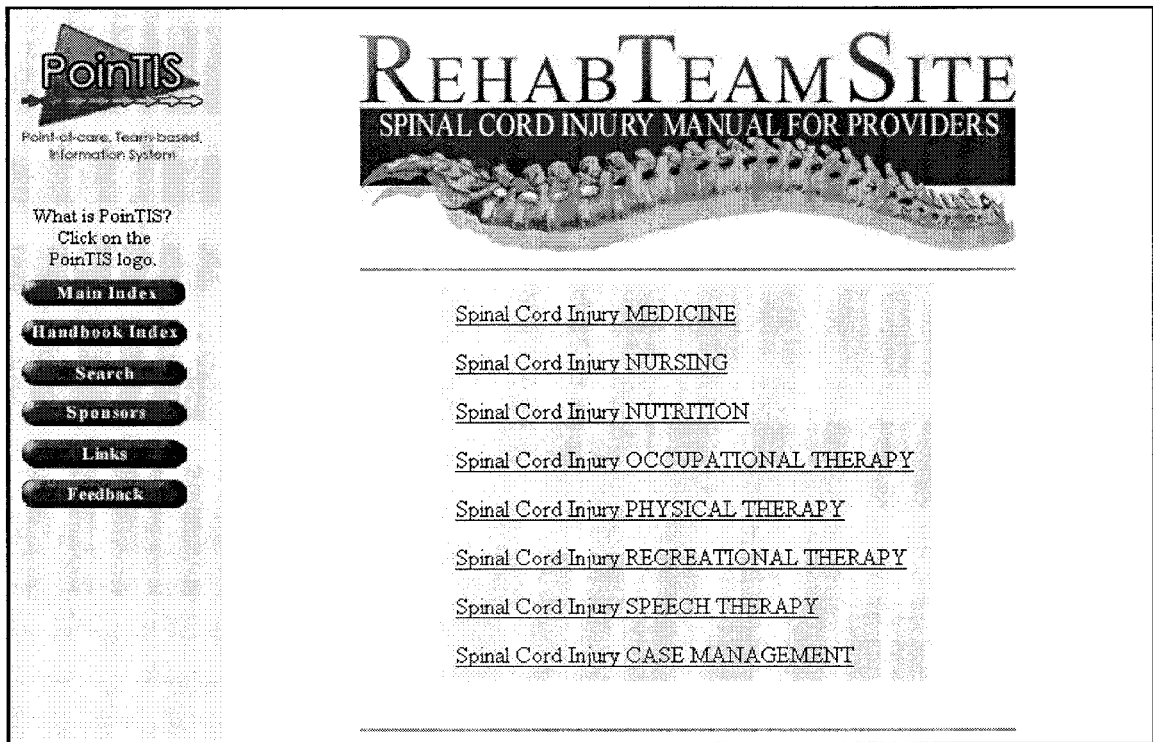 PoinTIS
Point-of-care, Team-based,
Information System
What is PoinTIS?
Click on the
PoinTIS logo.
Main Index
Handbook Index
Search
Sponsors
Links
Feedback
REHABTEAMSITE
SPINAL CORD INJURY MANUAL FOR PROVIDERS
Spinal Cord Injury MEDICINE
Spinal Cord Injury NURSING
Spinal Cord Injury NUTRITION
Spinal Cord Injury OCCUPATIONAL THERAPY
Spinal Cord Injury PHYSICAL THERAPY
Spinal Cord Injury RECREATIONAL THERAPY
Spinal Cord Injury SPEECH THERAPY
Spinal Cord Injury CASE MANAGEMENT